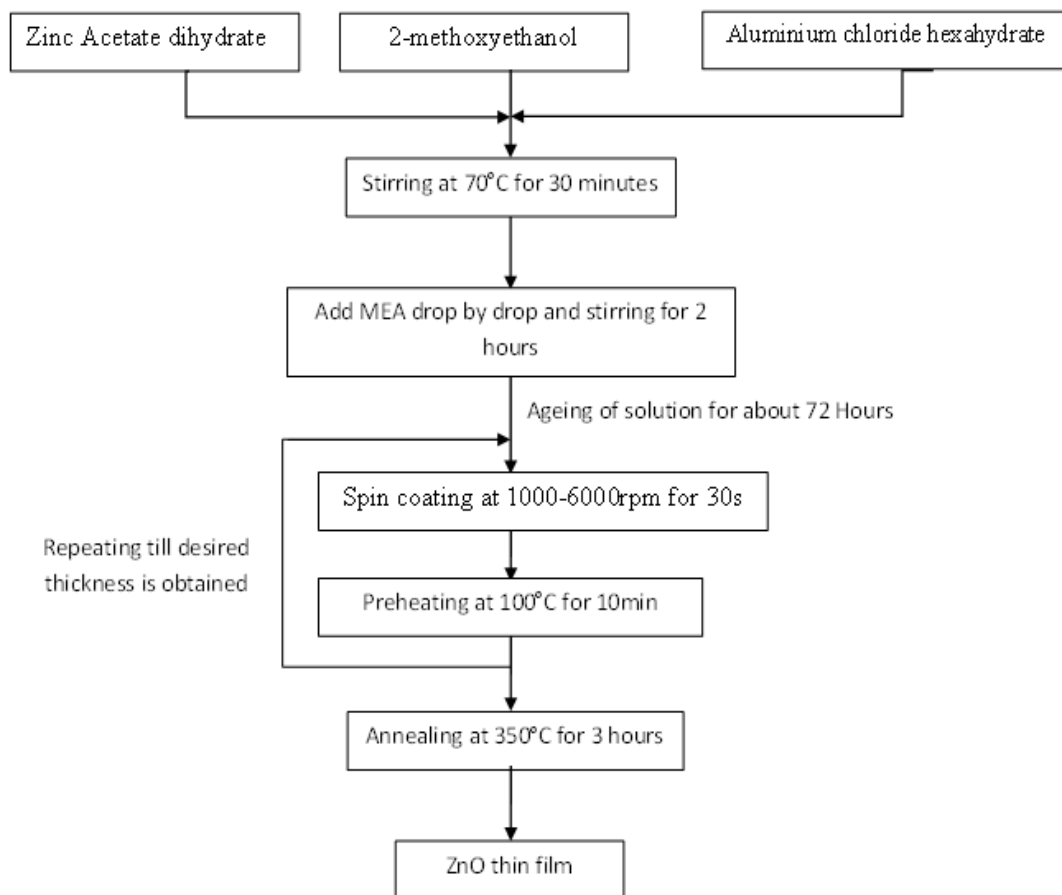 Zinc Acetate dihydrate
2-methoxyethanol
Aluminium chloride hexahydrate
Stirring at 70°C for 30 minutes
Add MEA drop by drop and stirring for 2
hours
Ageing of solution for about 72 Hours
Spin coating at 1000-6000rpm for 30s
Repeating till desired
thickness is obtained
Preheating at 100°C for 10min
Annealing at 350°C for 3 hours
ZnO thin film